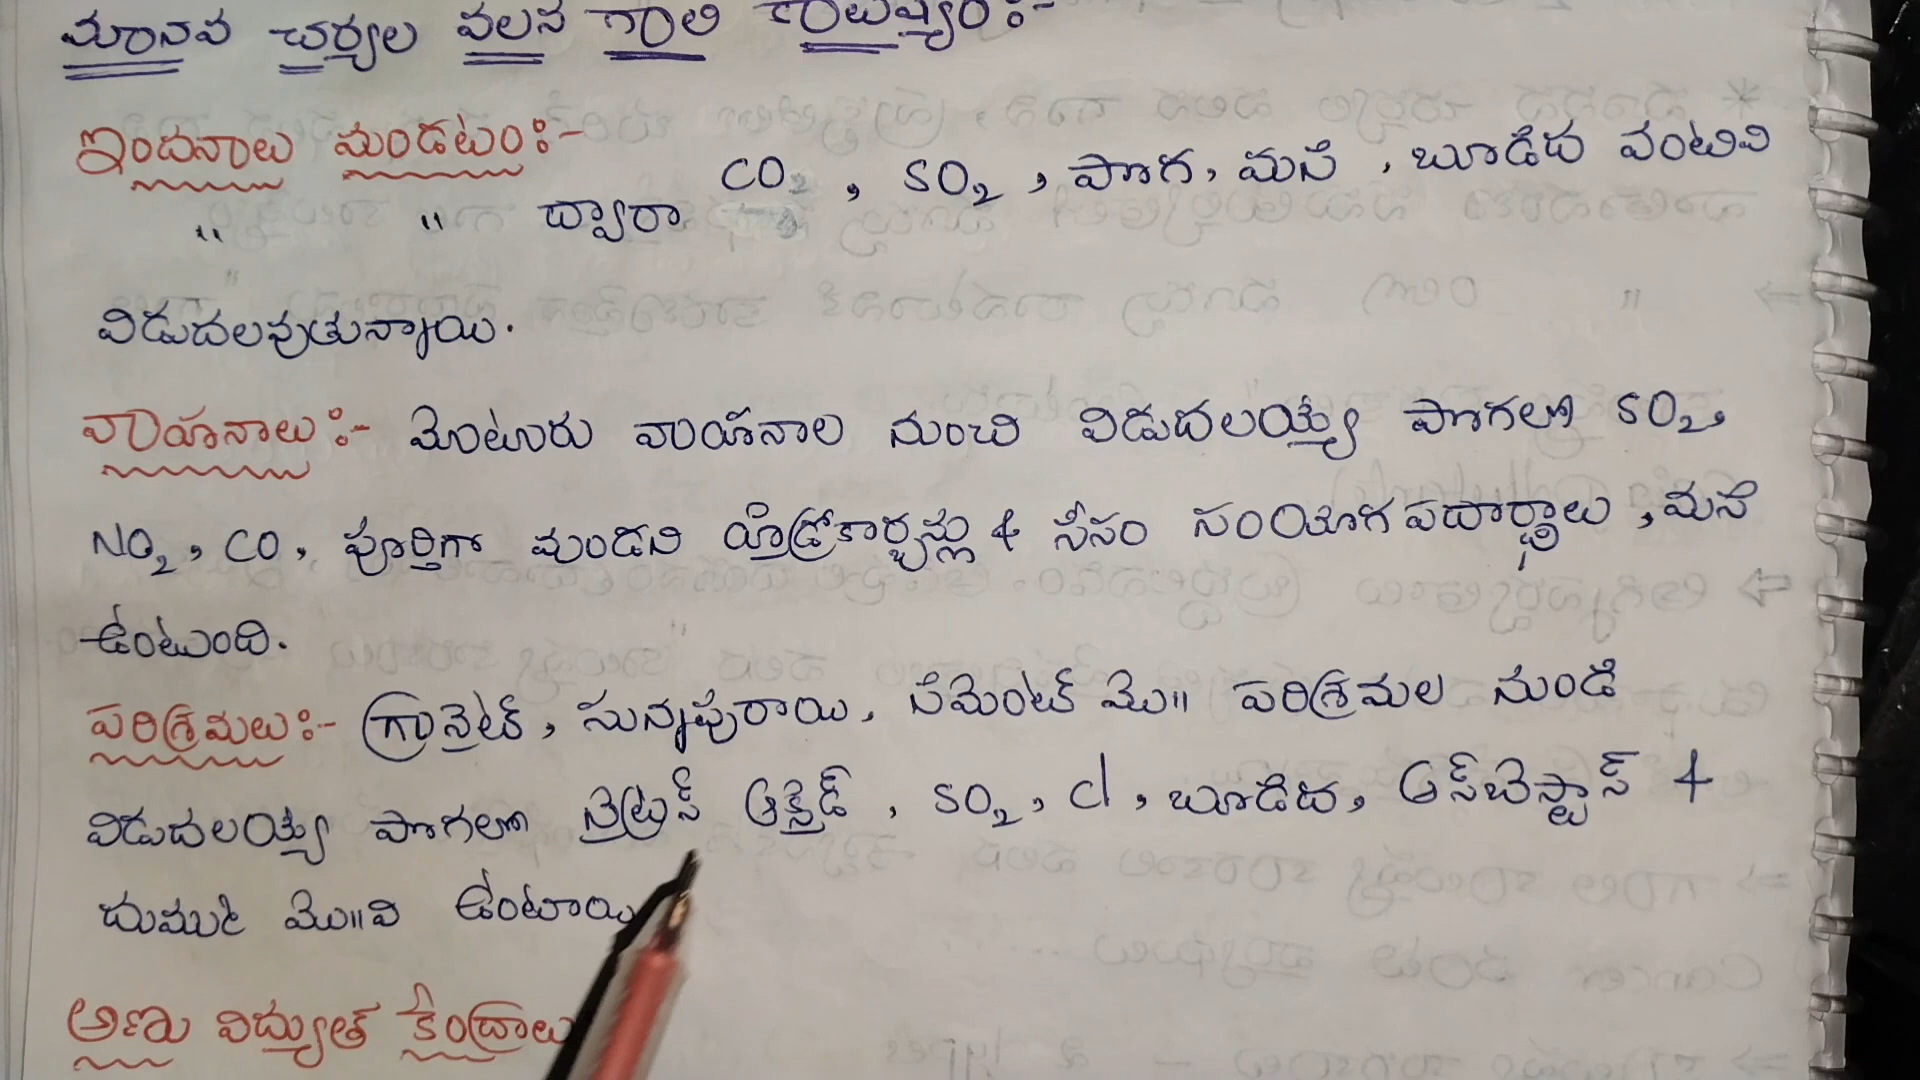 మానవ చర్యల వలన గాలి కాలుష్యం :-
ఇందనాలు మండటం :-
" " ద్వారా CO₂ , SO₂ , పొగ , మసి , బూడిద వంటివి
విడుదలవుతున్నాయి.
వాహనాలు :- మోటారు వాహనాల నుంచి విడుదలయ్యే పొగలో SO₂,
NO₂ , CO , పూర్తిగా మండని హైడ్రోకార్బన్లు & సీసం సంయోగపదార్థాలు , మసి
ఉంటుంది.
పరిశ్రమలు :- గ్రానైట్ , సున్నపురాయి , సిమెంట్ మొ॥ పరిశ్రమల నుండి
విడుదలయ్యే పొగలో నైట్రస్ ఆక్సైడ్ , SO₂ , Cl , బూడిద , ఆస్‌బెస్టాస్ &
దుమ్ము మొ॥వి ఉంటాయి
అణు విద్యుత్ కేంద్రాలు